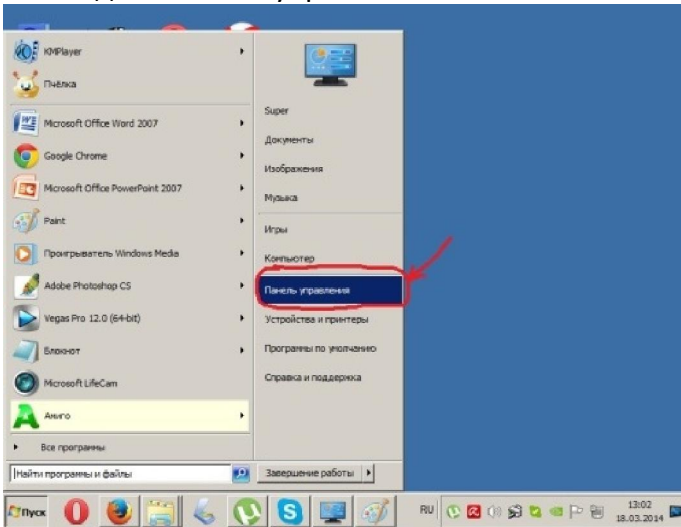 KMPlayer
Пчёлка
Microsoft Office Word 2007
Google Chrome
Microsoft Office PowerPoint 2007
Paint
Проигрыватель Windows Media
Adobe Photoshop CS
Vegas Pro 12.0 (64-bit)
Блокнот
Microsoft LifeCam
Амиго
Все программы
Найти программы и файлы
Super
Документы
Изображения
Музыка
Игры
Компьютер
Панель управления
Устройства и принтеры
Программы по умолчанию
Справка и поддержка
Завершение работы
Пуск
RU
13:02
18.03.2014